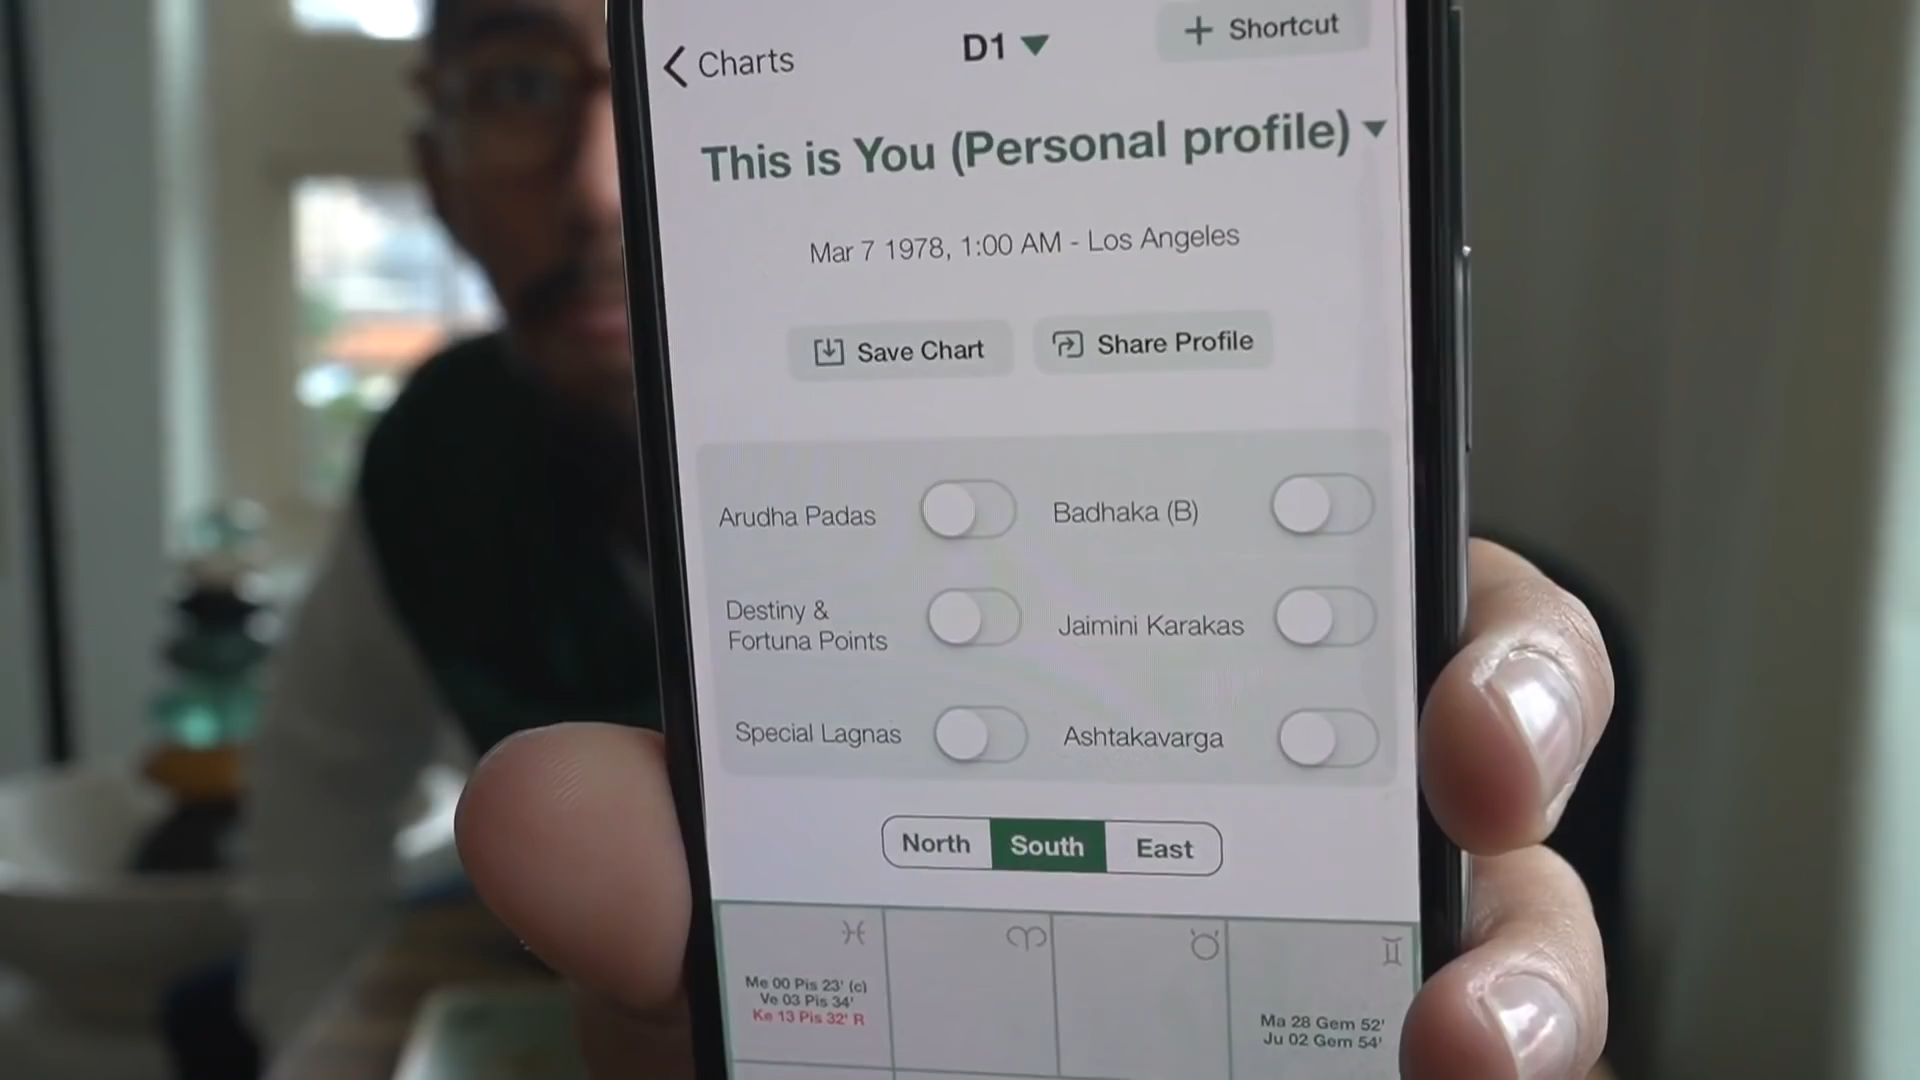 Charts
D1
+ Shortcut
This is You (Personal profile)
Mar 7 1978, 1:00 AM - Los Angeles
Save Chart
Share Profile
Arudha Padas
Badhaka (B)
Destiny &
Fortuna Points
Jaimini Karakas
Special Lagnas
Ashtakavarga
North
South
East
♓
♈
♉
♊
Me 00 Pis 23' (c)
Ve 03 Pis 34'
Ke 13 Pis 32' R
Ma 28 Gem 52'
Ju 02 Gem 54'